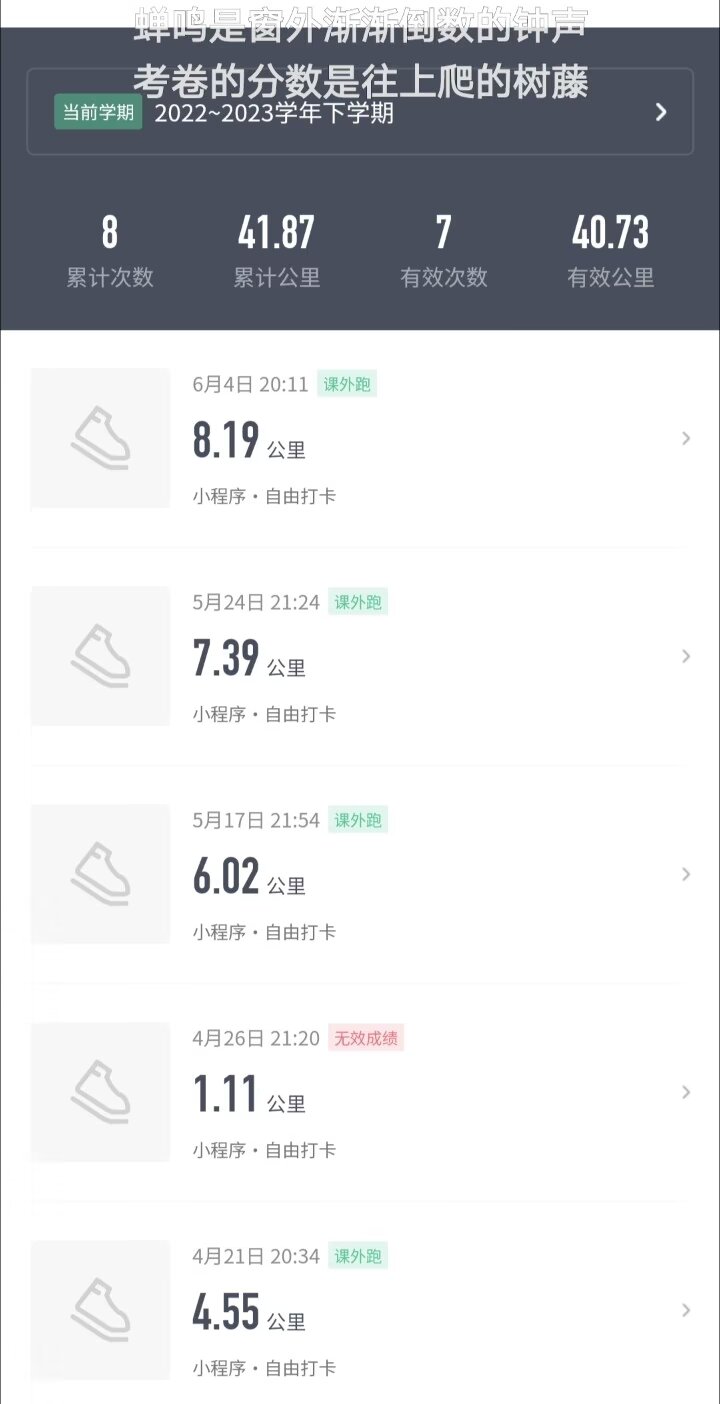 蝉鸣是窗外渐渐倒数的钟声
考卷的分数是往上爬的树藤
当前学期 2022~2023学年下学期
8 41.87 7 40.73
累计次数 累计公里 有效次数 有效公里
6月4日 20:11 课外跑
8.19 公里
小程序·自由打卡
5月24日 21:24 课外跑
7.39 公里
小程序·自由打卡
5月17日 21:54 课外跑
6.02 公里
小程序·自由打卡
4月26日 21:20 无效成绩
1.11 公里
小程序·自由打卡
4月21日 20:34 课外跑
4.55 公里
小程序·自由打卡